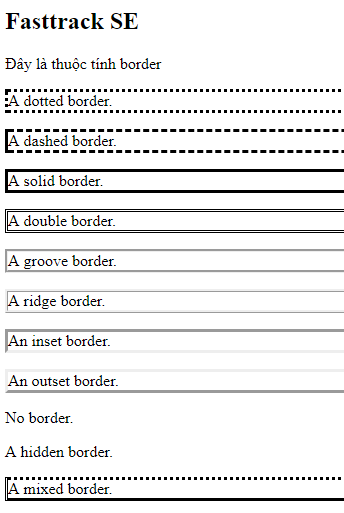 Fasttrack SE
Đây là thuộc tính border
A dotted border.
A dashed border.
A solid border.
A double border.
A groove border.
A ridge border.
An inset border.
An outset border.
No border.
A hidden border.
A mixed border.